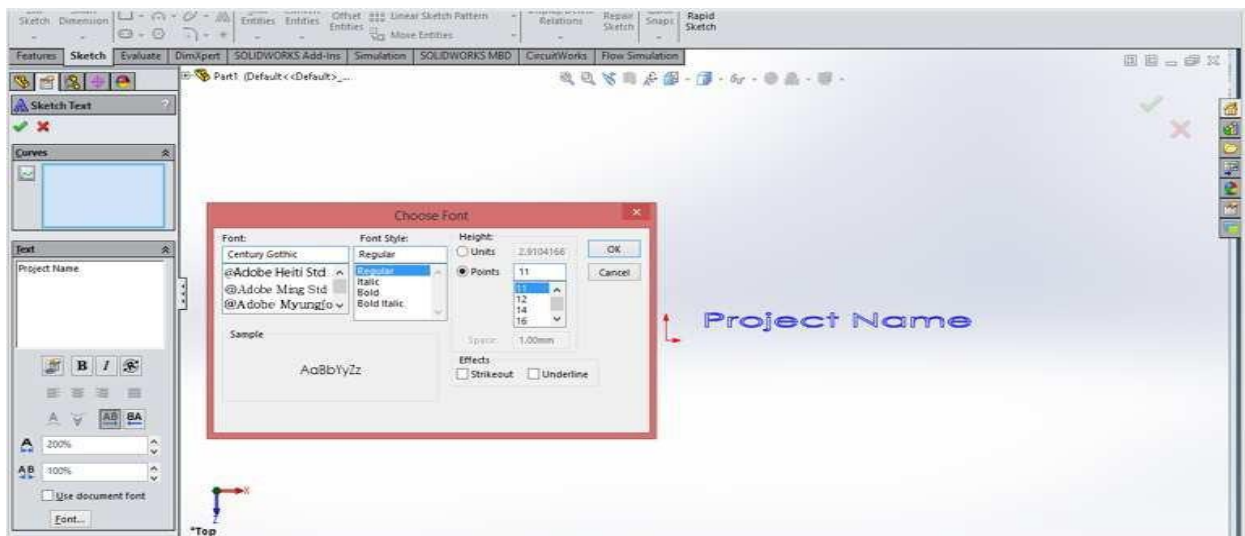 Sketch Dimension Entities Entities Offset Entities Linear Sketch Pattern Relations Repair Sketch Snaps Rapid Sketch
Move Entities
Features Sketch Evaluate DimXpert SOLIDWORKS Add-Ins Simulation SOLIDWORKS MBD CircuitWorks Flow Simulation
Part1 (Default<<Default>_...
Sketch Text ?
Curves
Text
Project Name
B I
AB BA
A 200%
AB 100%
Use document font
Font...
Choose Font
Font: Font Style: Height:
Century Gothic Regular Units 2.9104166 OK
@Adobe Heiti Std Regular Points 11 Cancel
@Adobe Ming Std Italic 11
@Adobe Myungjo Bold 12
Bold Italic 14
16
Sample Space: 1.00mm
AaBbYyZz Effects
Strikeout Underline
Project Name
X
Z
*Top